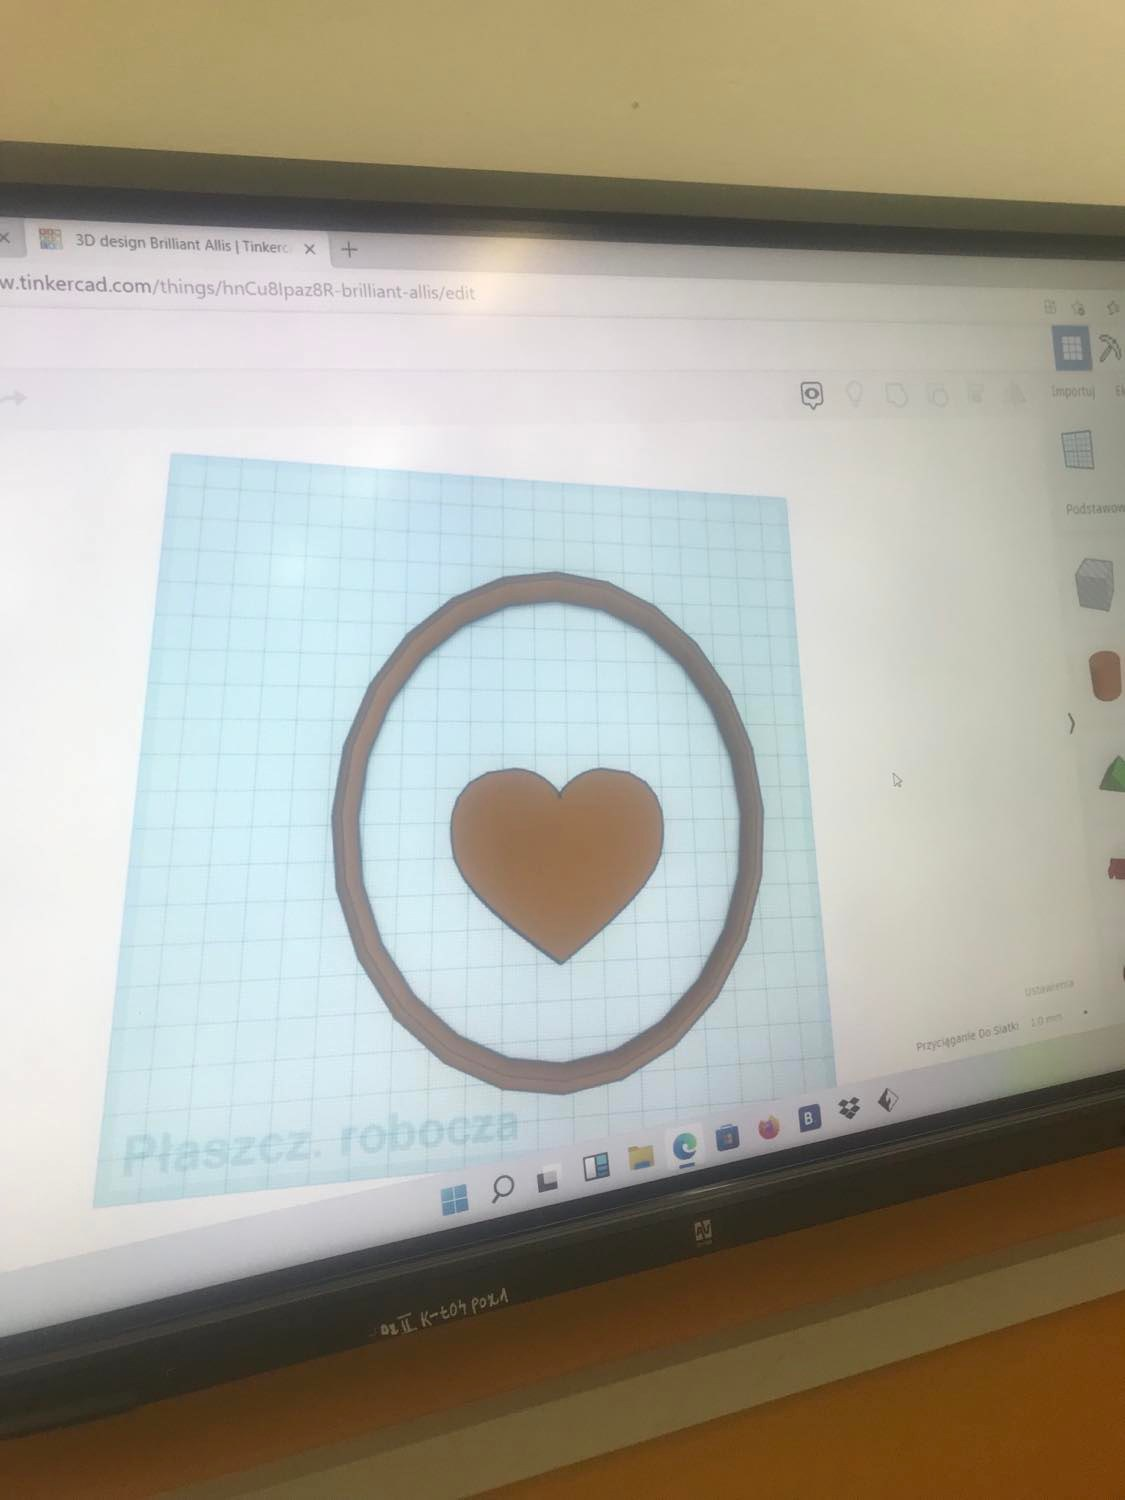 3D design Brilliant Allis | Tinkerc
w.tinkercad.com/things/hnCu8lpaz8R-brilliant-allis/edit
Importuj
Podstawow
Ustawienia
Przyciąganie Do Siatki 1.0 mm
Płaszcz. robocza
B